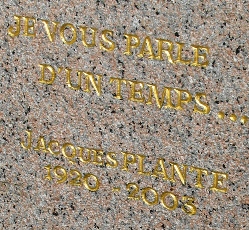 JE VOUS PARLE
D'UN TEMPS...
JACQUES PLANTE
1920 - 2003